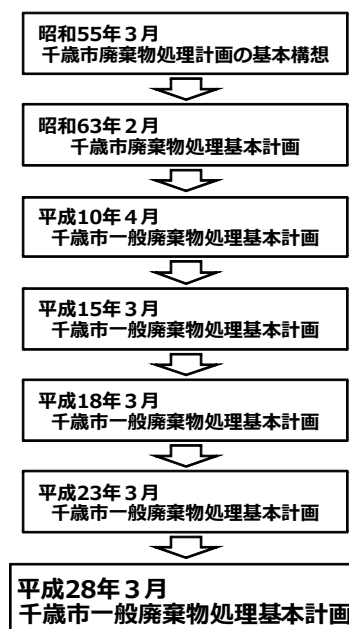 昭和55年３月
千歳市廃棄物処理計画の基本構想
昭和63年２月
千歳市廃棄物処理基本計画
平成10年４月
千歳市一般廃棄物処理基本計画
平成15年３月
千歳市一般廃棄物処理基本計画
平成18年３月
千歳市一般廃棄物処理基本計画
平成23年３月
千歳市一般廃棄物処理基本計画
平成28年３月
千歳市一般廃棄物処理基本計画